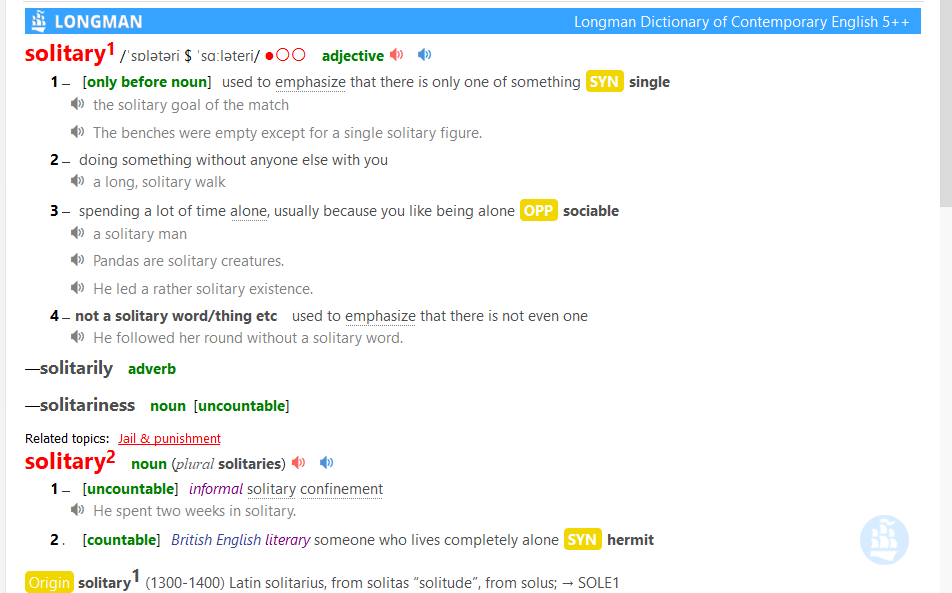 LONGMAN Longman Dictionary of Contemporary English 5++
solitary1 /ˈsɒlətəri $ ˈsɑːləteri/ ●○○ adjective
1 – [only before noun] used to emphasize that there is only one of something SYN single
the solitary goal of the match
The benches were empty except for a single solitary figure.
2 – doing something without anyone else with you
a long, solitary walk
3 – spending a lot of time alone, usually because you like being alone OPP sociable
a solitary man
Pandas are solitary creatures.
He led a rather solitary existence.
4 – not a solitary word/thing etc used to emphasize that there is not even one
He followed her round without a solitary word.
—solitarily adverb
—solitariness noun [uncountable]
Related topics: Jail & punishment
solitary2 noun (plural solitaries)
1 – [uncountable] informal solitary confinement
He spent two weeks in solitary.
2 . [countable] British English literary someone who lives completely alone SYN hermit
Origin solitary1 (1300-1400) Latin solitarius, from solitas “solitude”, from solus; → SOLE1